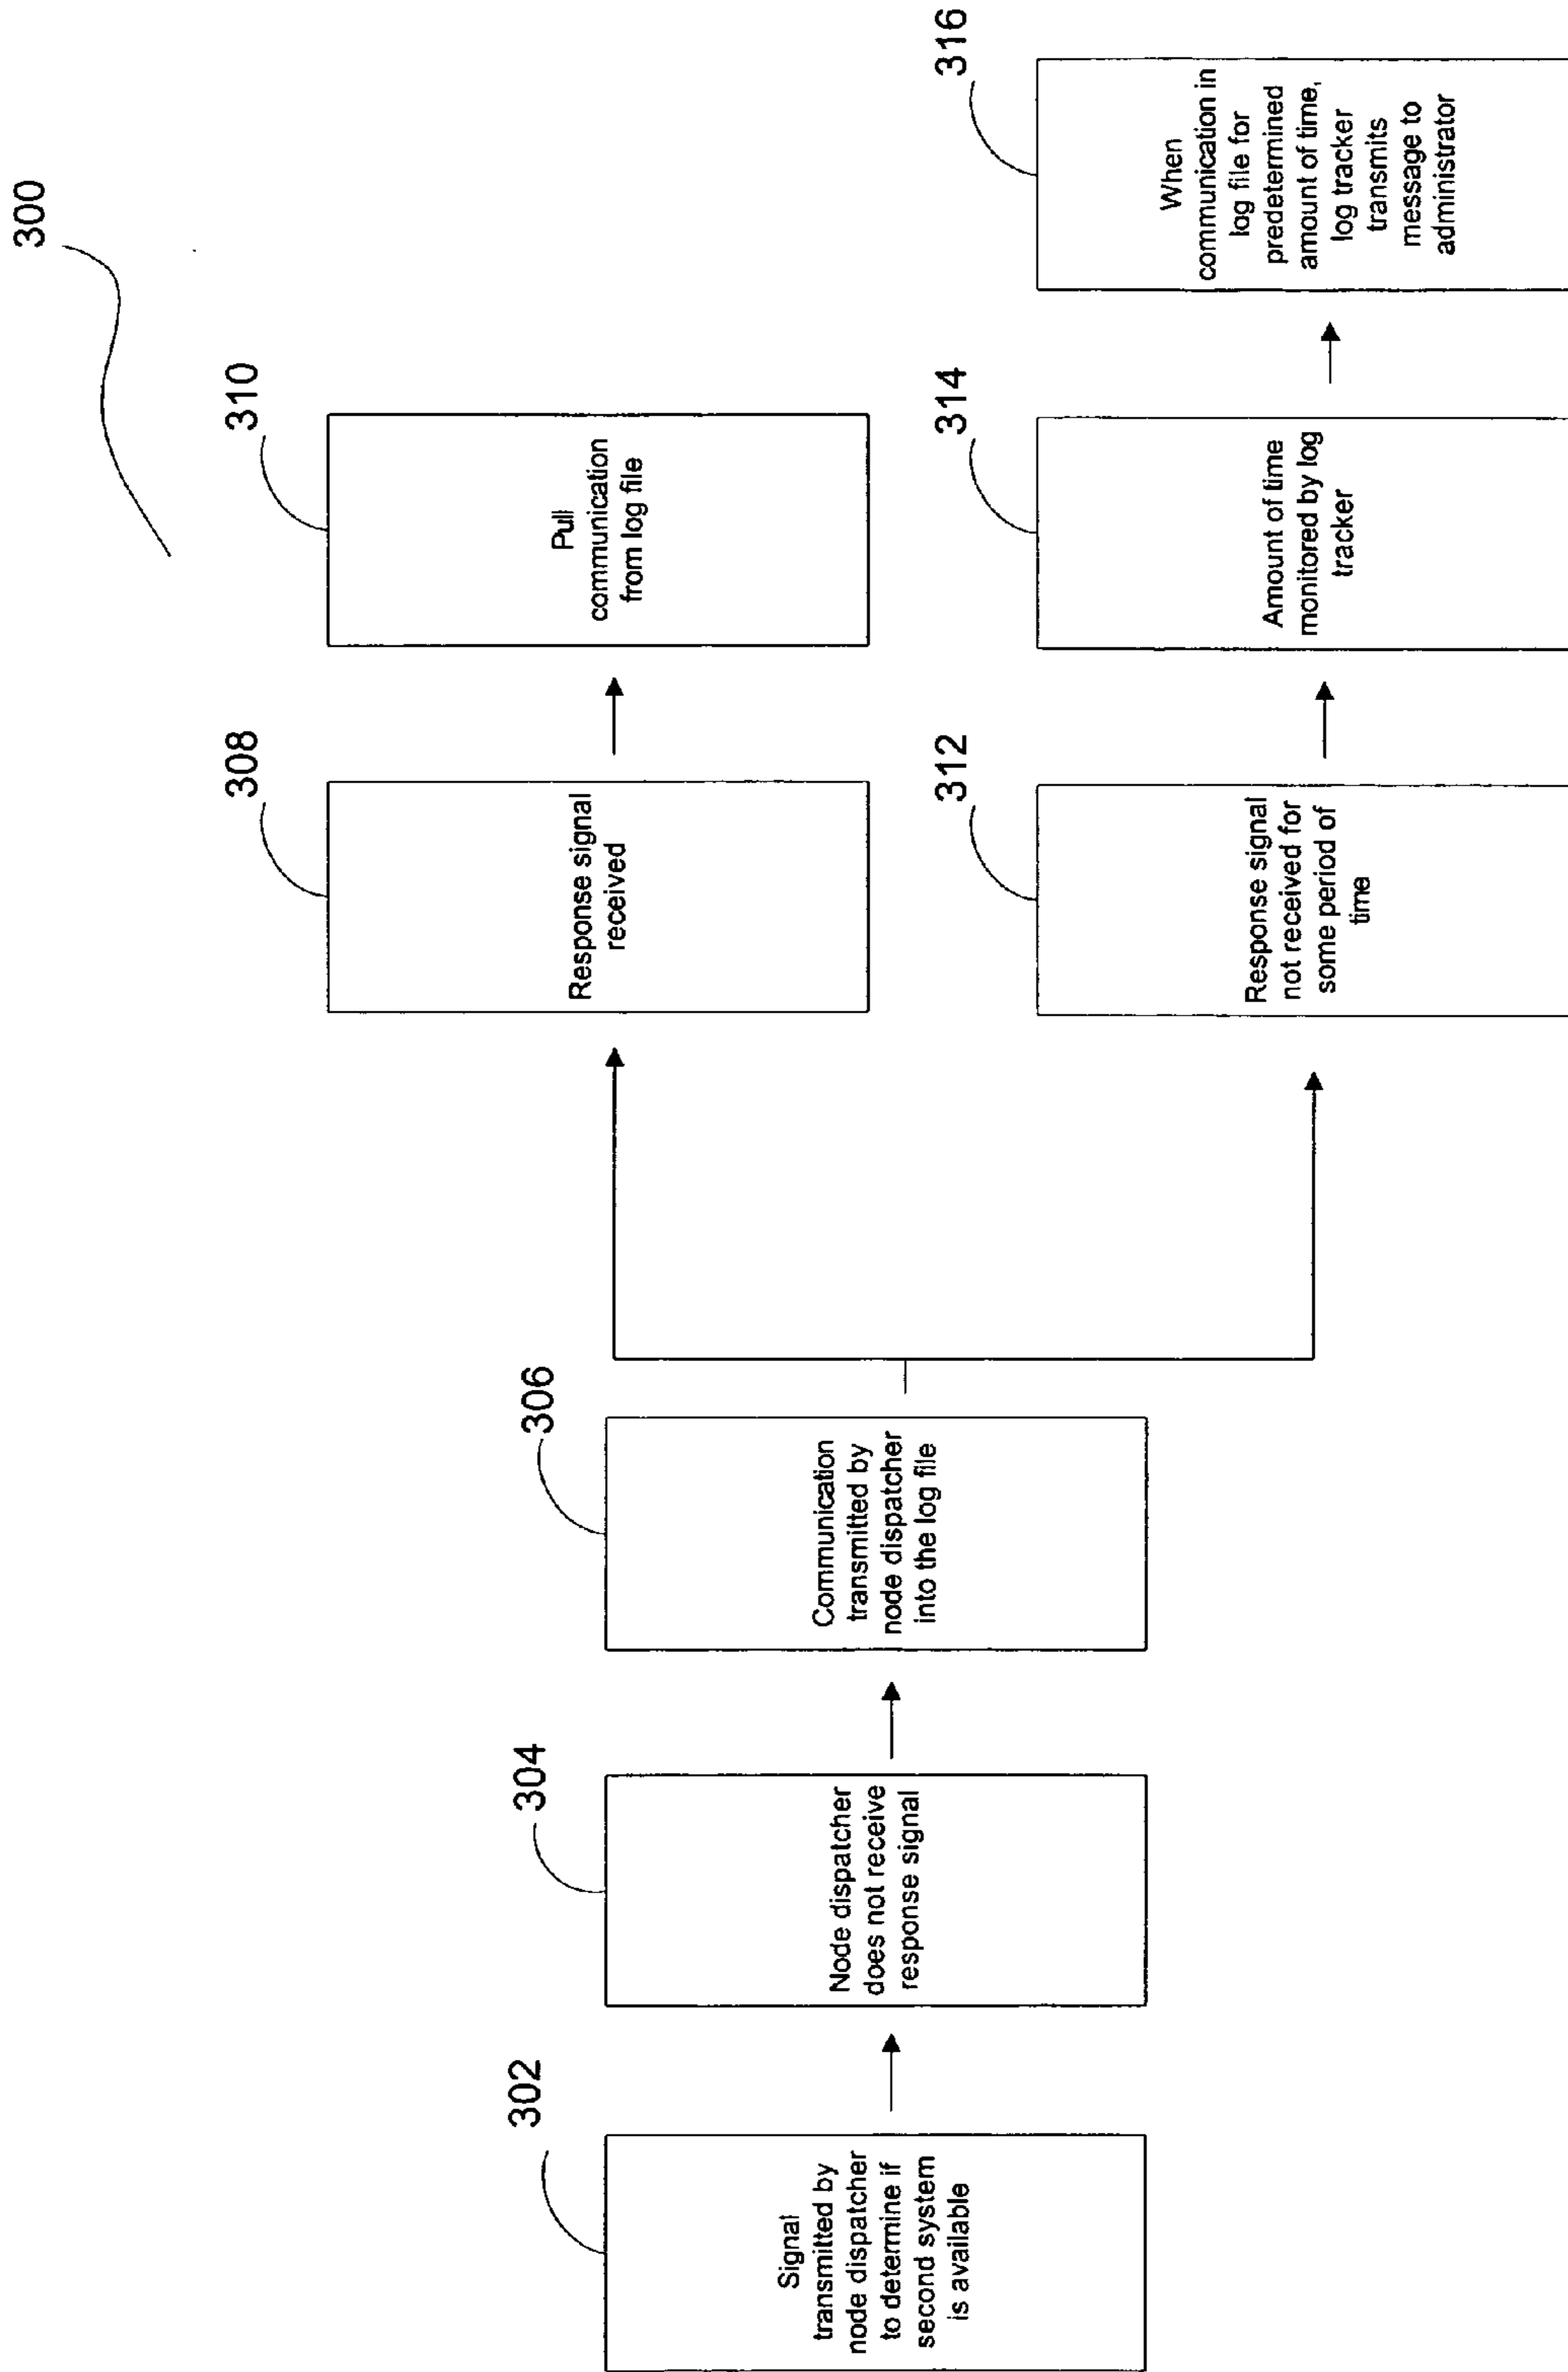 300
302
Signal
transmitted by
node dispatcher
to determine if
second system
is available
304
Node dispatcher
does not receive
response signal
306
Communication
transmitted by
node dispatcher
into the log file
308
Response signal
received
310
Pull
communication
from log file
312
Response signal
not received for
some period of
time
314
Amount of time
monitored by log
tracker
316
When
communication in
log file for
predetermined
amount of time,
log tracker
transmits
message to
administrator